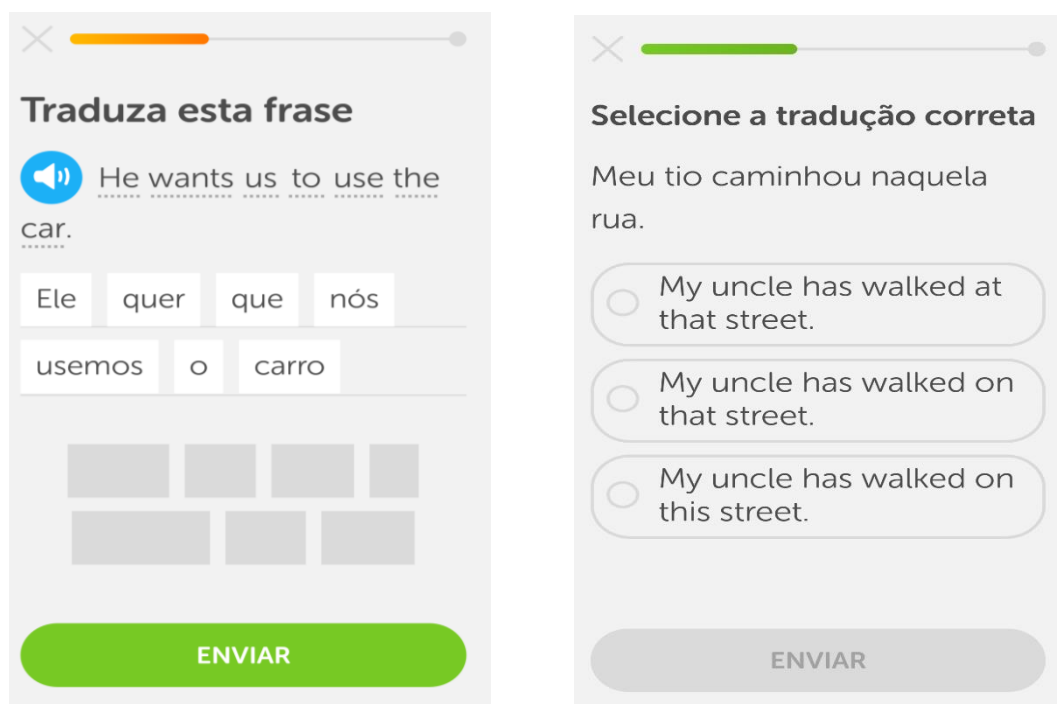 Traduza esta frase
He wants us to use the
car.
Ele quer que nós
usemos o carro
ENVIAR
Selecione a tradução correta
Meu tio caminhou naquela
rua.
My uncle has walked at
that street.
My uncle has walked on
that street.
My uncle has walked on
this street.
ENVIAR